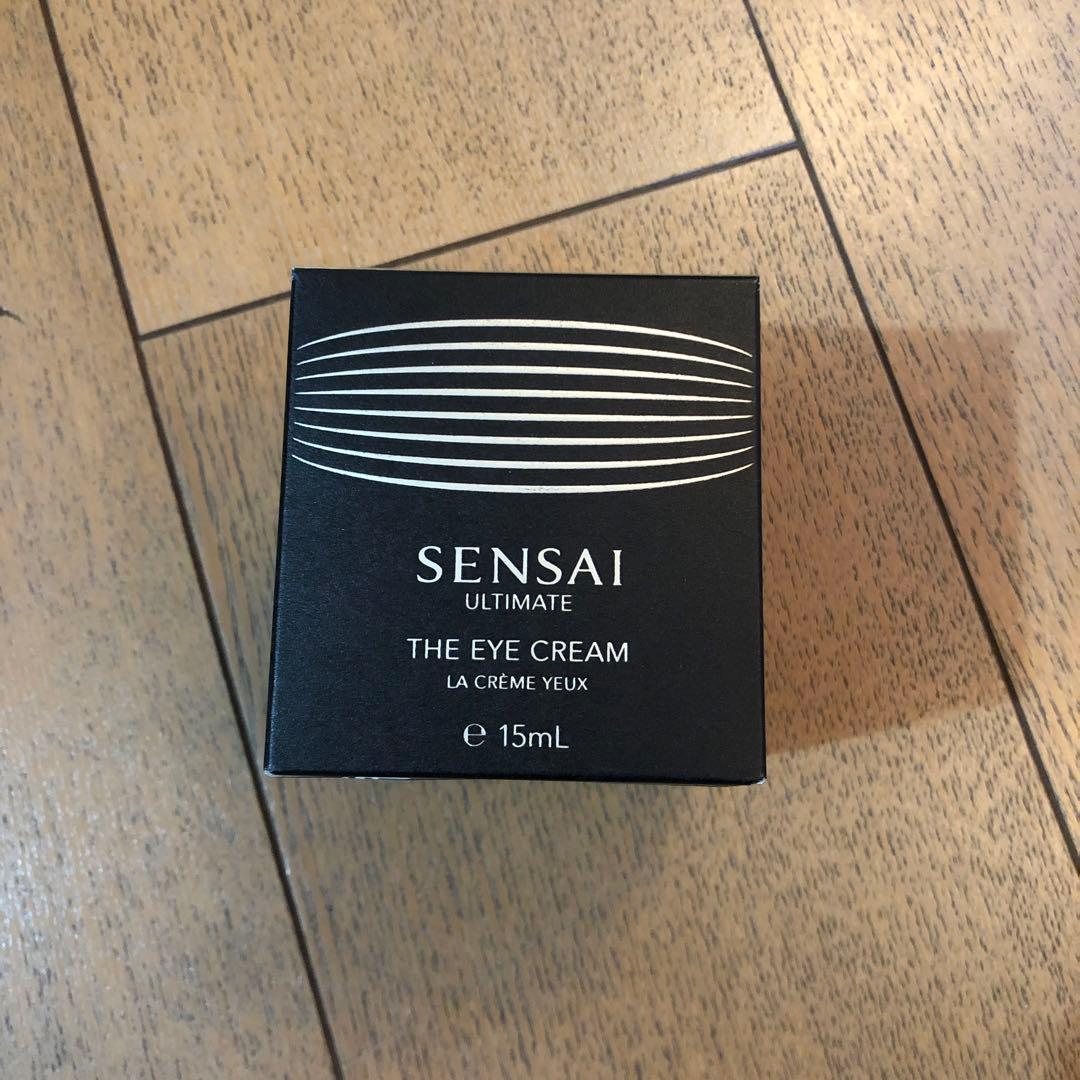 SENSAI
ULTIMATE
THE EYE CREAM
LA CRÈME YEUX
℮ 15mL